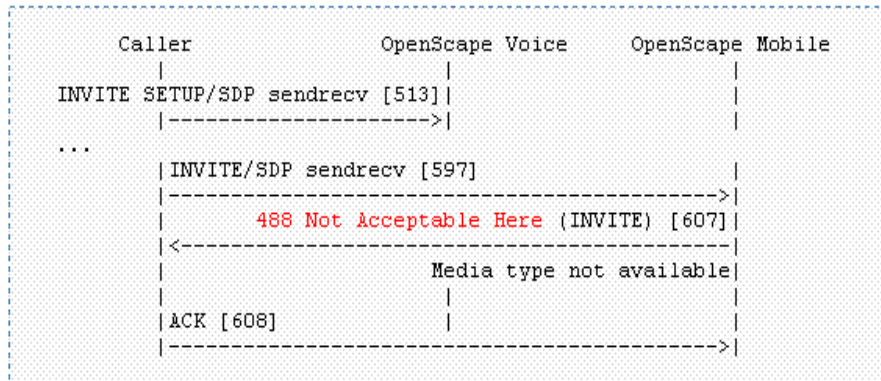 Caller OpenScape Voice OpenScape Mobile
| | |
INVITE SETUP/SDP sendrecv [513]| |
|---------------------->| |
...
|INVITE/SDP sendrecv [597] |
|---------------------------------------------->|
| 488 Not Acceptable Here (INVITE) [607]|
|<----------------------------------------------|
| Media type not available|
| | |
|ACK [608] | |
|---------------------------------------------->|